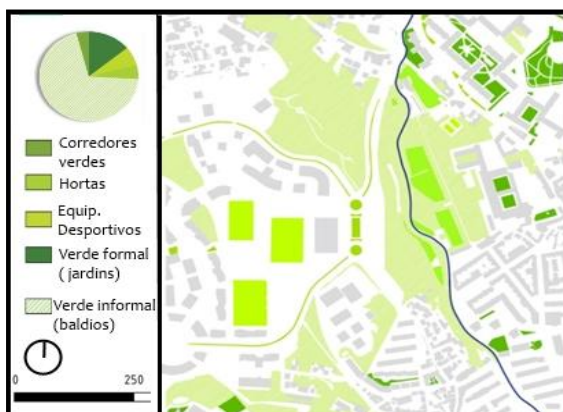 Corredores
verdes
Hortas
Equip.
Desportivos
Verde formal
( jardins)
Verde informal
(baldios)
0 250